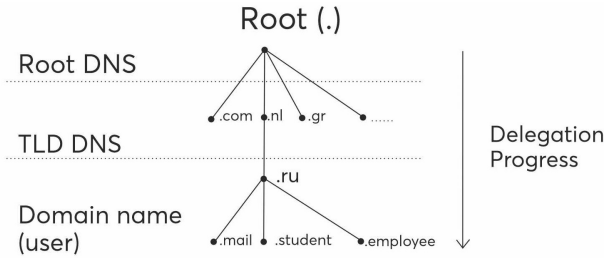 Root (.)
Root DNS
.com .nl .gr ......
TLD DNS
Delegation
Progress
.ru
Domain name
(user)
.mail .student .employee